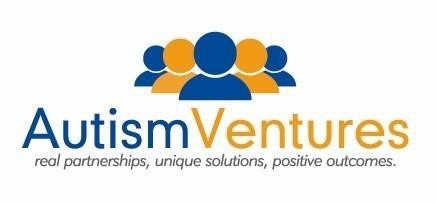 AutismVentures
real partnerships, unique solutions, positive outcomes.